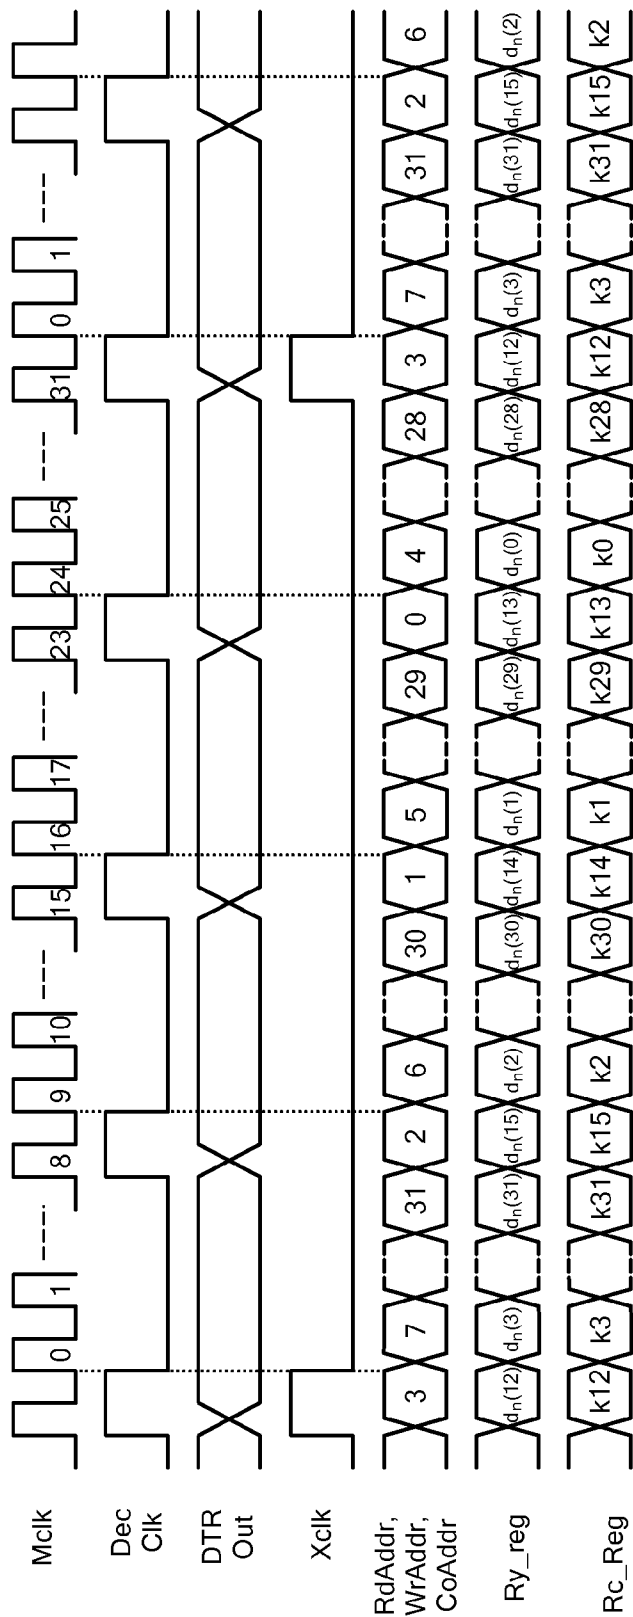 Mclk 0 1 ---- 8 9 10 --- 15 16 17 --- 23 24 25 --- 31 0 1 ---
Dec
Clk
DTR
Out
Xclk
RdAddr,
WrAddr,
CoAddr
3 7 31 2 6 30 1 5 29 0 4 28 3 7 31 2 6
Ry_reg dn(12) dn(3) dn(31) dn(15) dn(2) dn(30) dn(14) dn(1) dn(29) dn(13) dn(0) dn(28) dn(12) dn(3) dn(31) dn(15) dn(2)
Rc_Reg k12 k3 k31 k15 k2 k30 k14 k1 k29 k13 k0 k28 k12 k3 k31 k15 k2